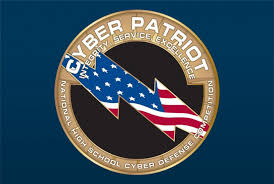 CYBER PATRIOT
INTEGRITY·SERVICE·EXCELLENCE
NATIONAL HIGH SCHOOL CYBER DEFENSE COMPETITION